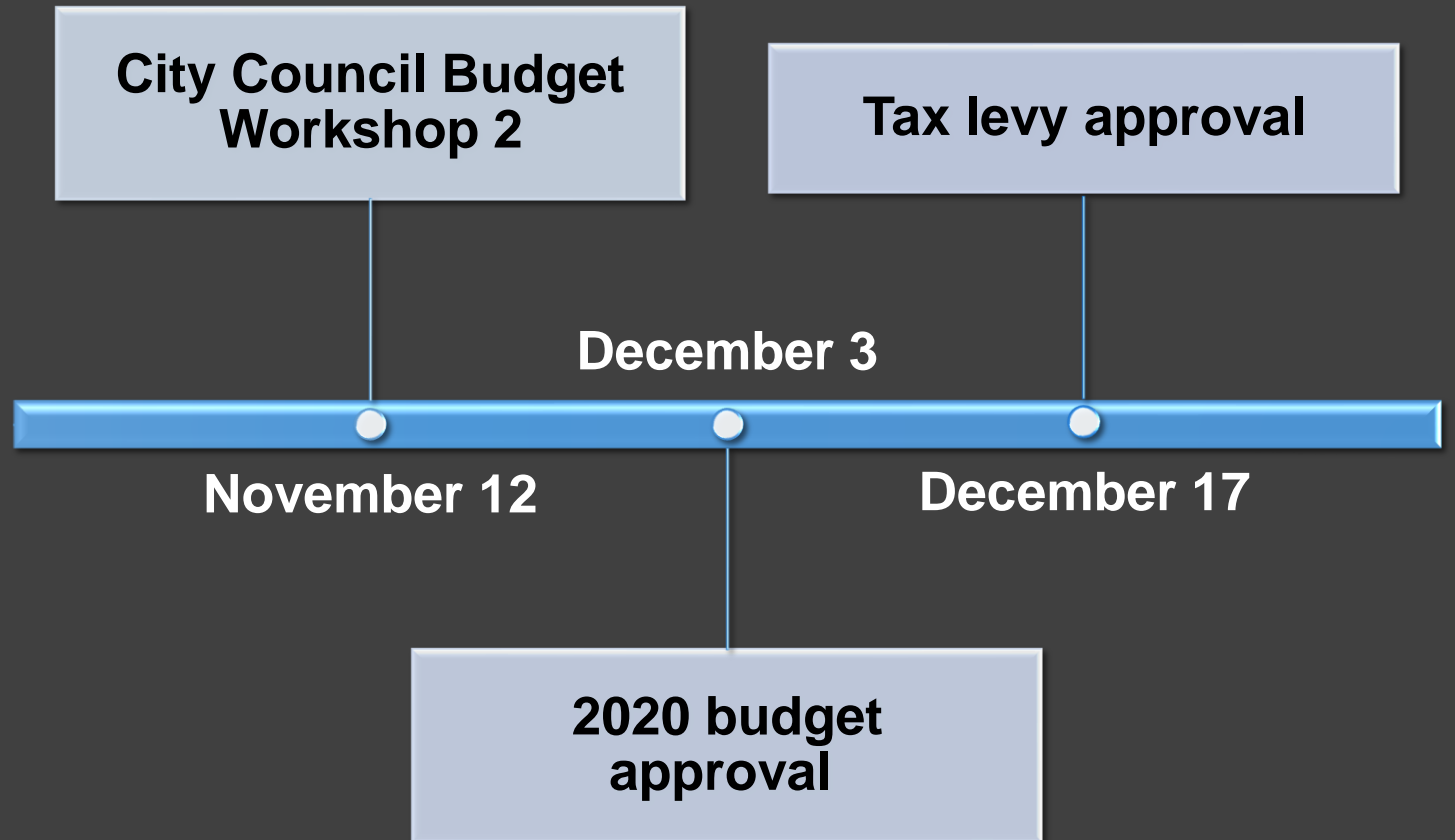 City Council Budget
Workshop 2
Tax levy approval
December 3
November 12
December 17
2020 budget
approval